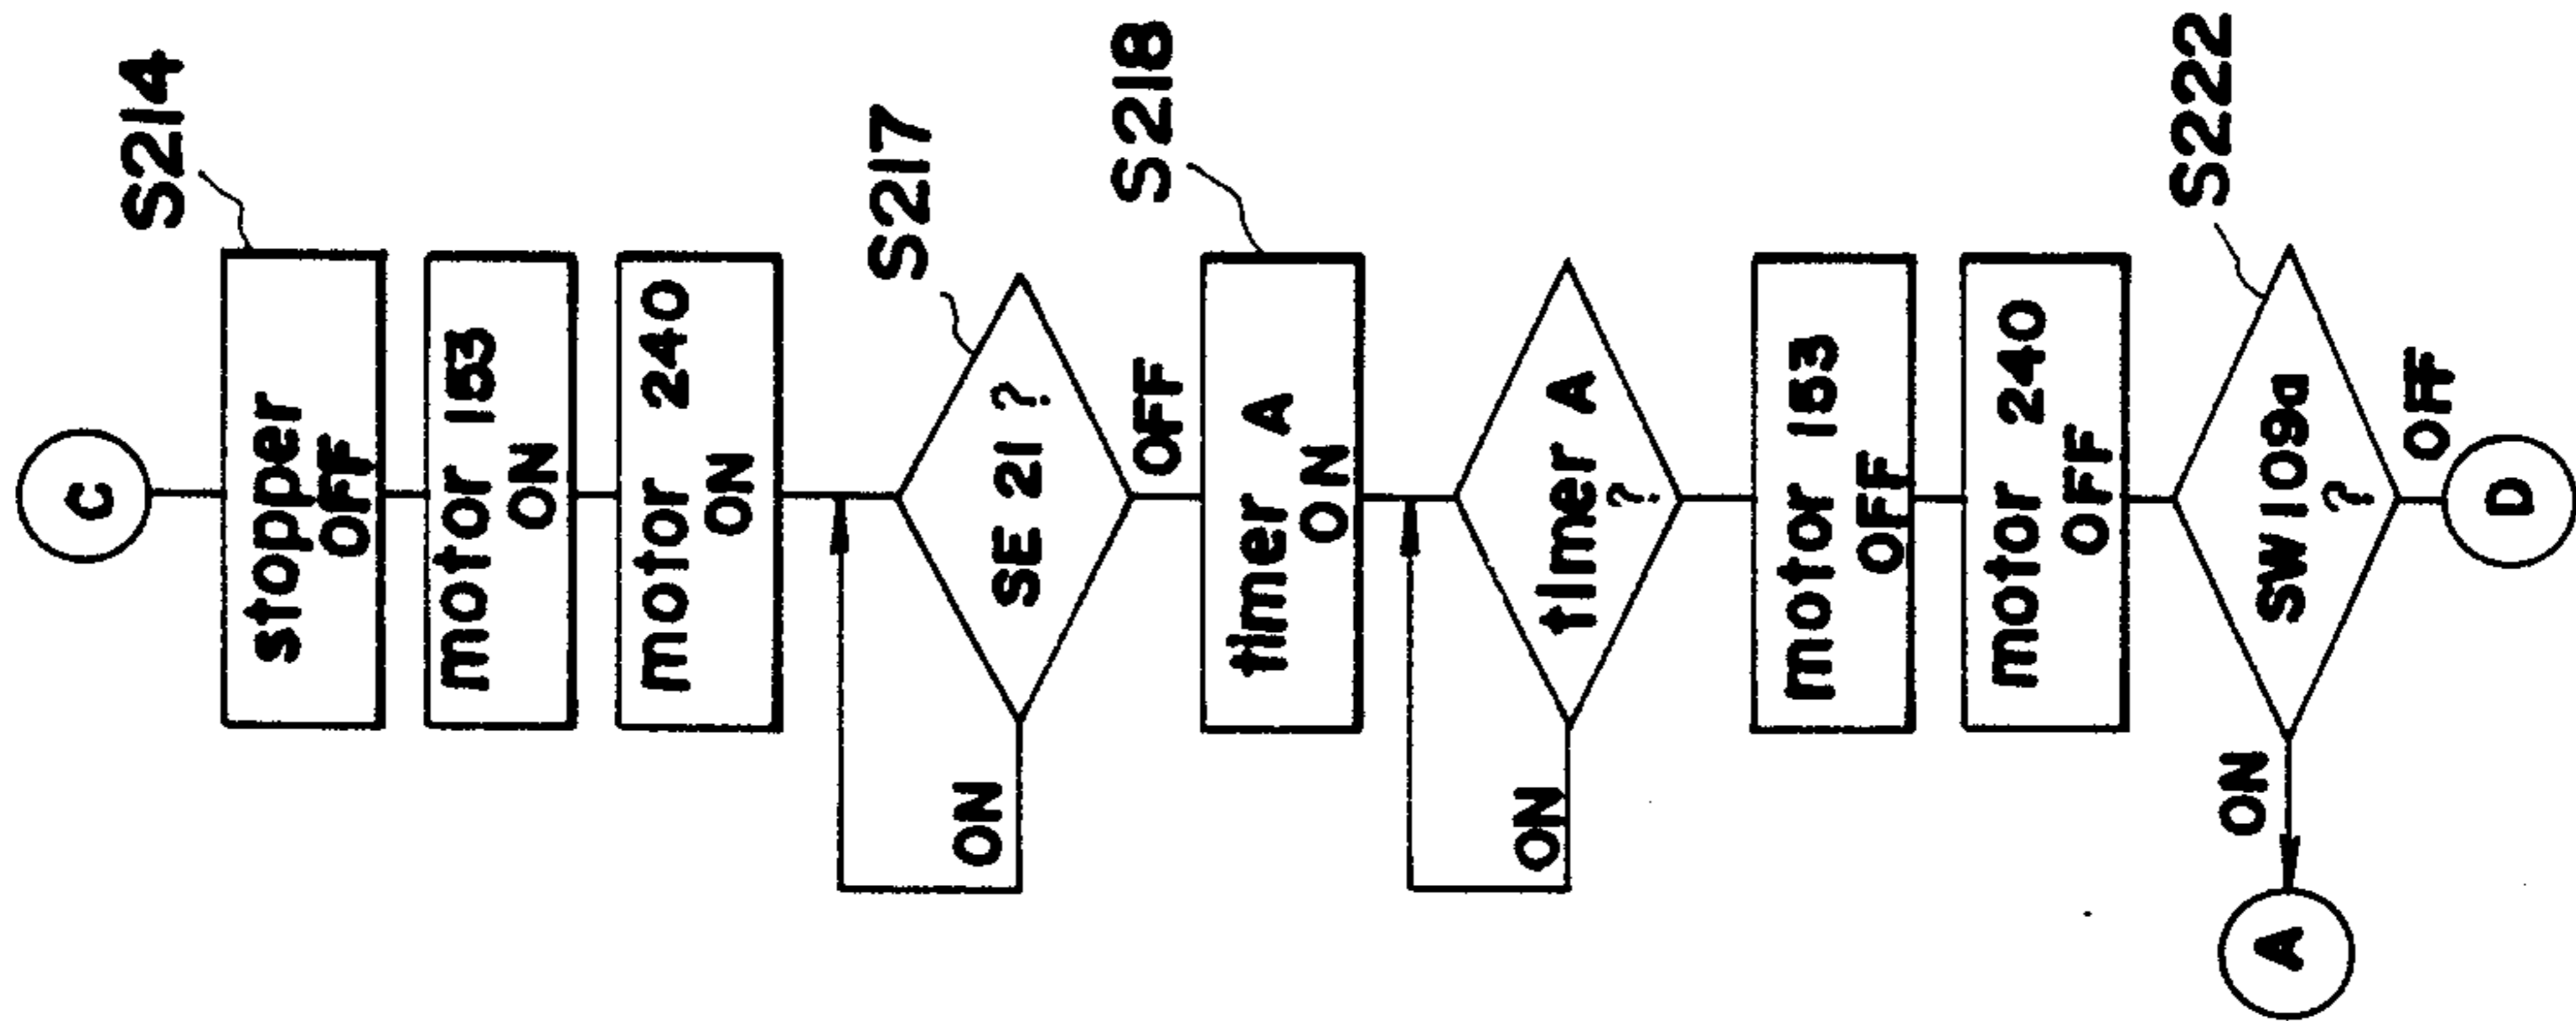 C
S214
stopper
OFF
motor 153
ON
motor 240
ON
S217
SE 21 ?
ON
OFF
S218
timer A
ON
timer A
?
ON
motor 153
OFF
motor 240
OFF
S222
SW109a
?
ON
OFF
A
D